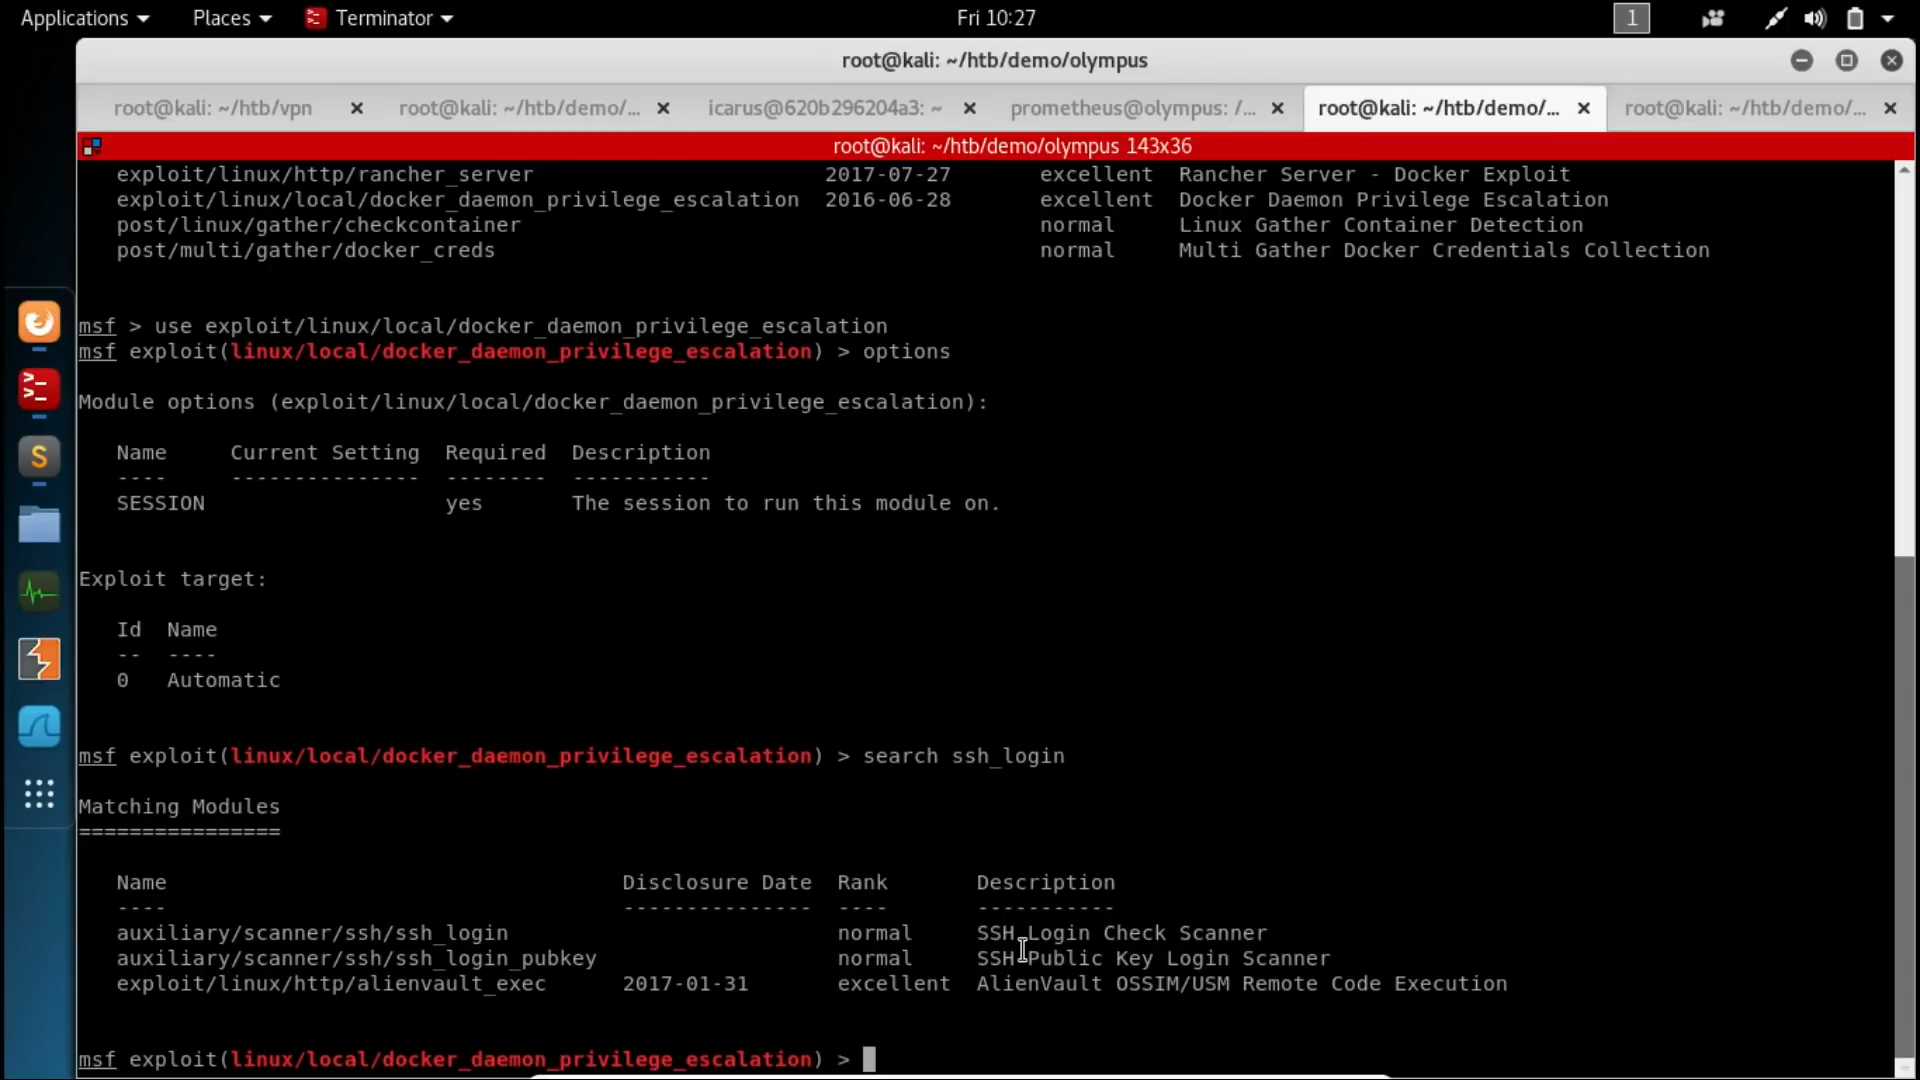 Applications Places Terminator Fri 10:27 1
root@kali: ~/htb/demo/olympus
root@kali: ~/htb/vpn root@kali: ~/htb/demo/... icarus@620b296204a3: ~ prometheus@olympus: /... root@kali: ~/htb/demo/... root@kali: ~/htb/demo/...
root@kali: ~/htb/demo/olympus 143x36
exploit/linux/http/rancher_server 2017-07-27 excellent Rancher Server - Docker Exploit
exploit/linux/local/docker_daemon_privilege_escalation 2016-06-28 excellent Docker Daemon Privilege Escalation
post/linux/gather/checkcontainer normal Linux Gather Container Detection
post/multi/gather/docker_creds normal Multi Gather Docker Credentials Collection
msf > use exploit/linux/local/docker_daemon_privilege_escalation
msf exploit(linux/local/docker_daemon_privilege_escalation) > options
Module options (exploit/linux/local/docker_daemon_privilege_escalation):
Name Current Setting Required Description
---- --------------- -------- -----------
SESSION yes The session to run this module on.
Exploit target:
Id Name
-- ----
0 Automatic
msf exploit(linux/local/docker_daemon_privilege_escalation) > search ssh_login
Matching Modules
================
Name Disclosure Date Rank Description
---- --------------- ---- -----------
auxiliary/scanner/ssh/ssh_login normal SSH Login Check Scanner
auxiliary/scanner/ssh/ssh_login_pubkey normal SSH Public Key Login Scanner
exploit/linux/http/alienvault_exec 2017-01-31 excellent AlienVault OSSIM/USM Remote Code Execution
msf exploit(linux/local/docker_daemon_privilege_escalation) >